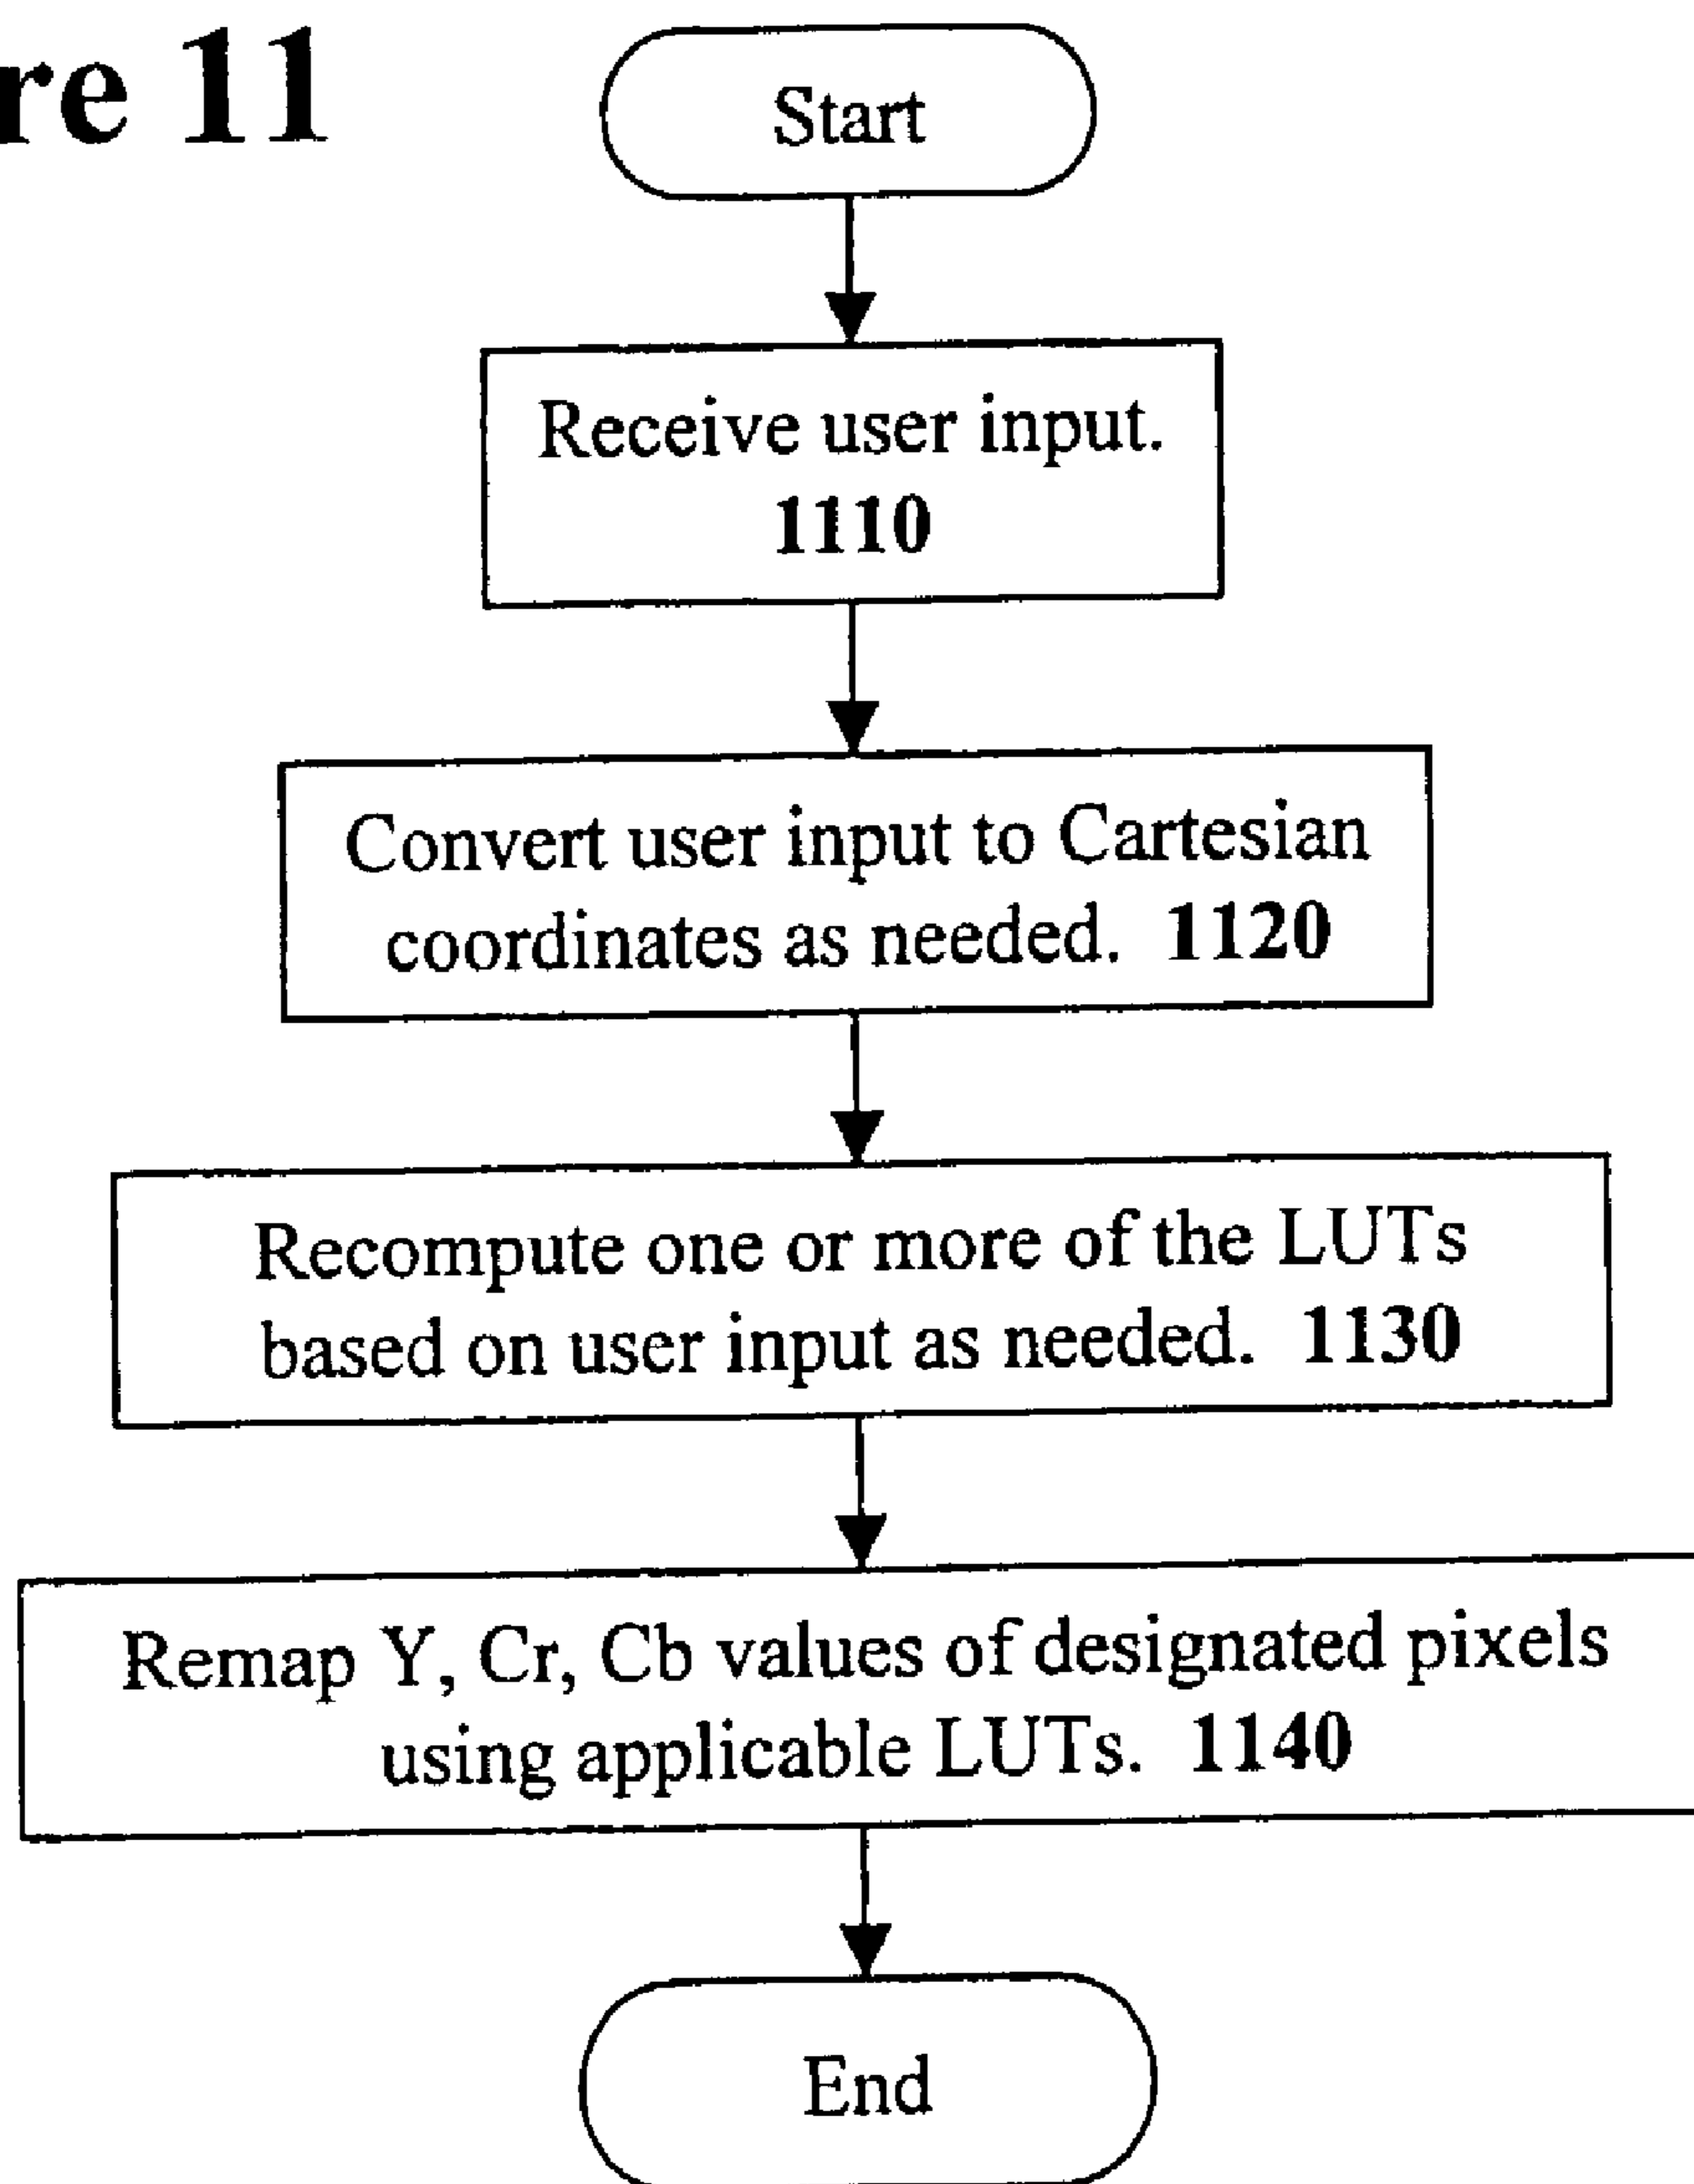 re 11
Start
Receive user input.
1110
Convert user input to Cartesian
coordinates as needed. 1120
Recompute one or more of the LUTs
based on user input as needed. 1130
Remap Y, Cr, Cb values of designated pixels
using applicable LUTs. 1140
End